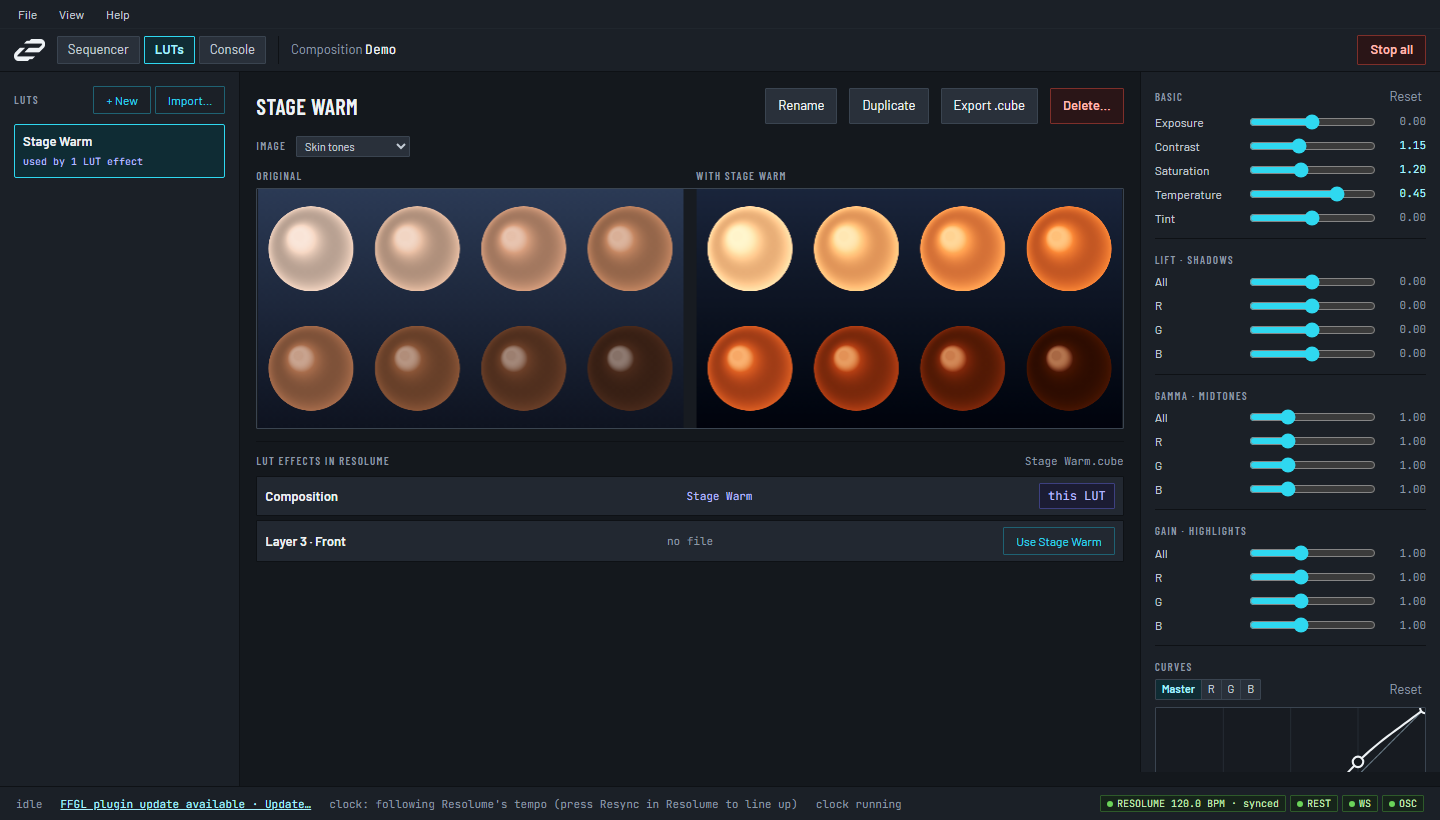 File View Help
Sequencer LUTs Console Composition Demo Stop all
LUTS + New Import...
Stage Warm
used by 1 LUT effect
STAGE WARM Rename Duplicate Export .cube Delete...
IMAGE Skin tones
ORIGINAL WITH STAGE WARM
LUT EFFECTS IN RESOLUME Stage Warm.cube
Composition Stage Warm this LUT
Layer 3 · Front no file Use Stage Warm
BASIC Reset
Exposure 0.00
Contrast 1.15
Saturation 1.20
Temperature 0.45
Tint 0.00
LIFT · SHADOWS
All 0.00
R 0.00
G 0.00
B 0.00
GAMMA · MIDTONES
All 1.00
R 1.00
G 1.00
B 1.00
GAIN · HIGHLIGHTS
All 1.00
R 1.00
G 1.00
B 1.00
CURVES
Master R G B Reset
idle FFGL plugin update available · Update… clock: following Resolume's tempo (press Resync in Resolume to line up) clock running RESOLUME 120.0 BPM · synced REST WS OSC